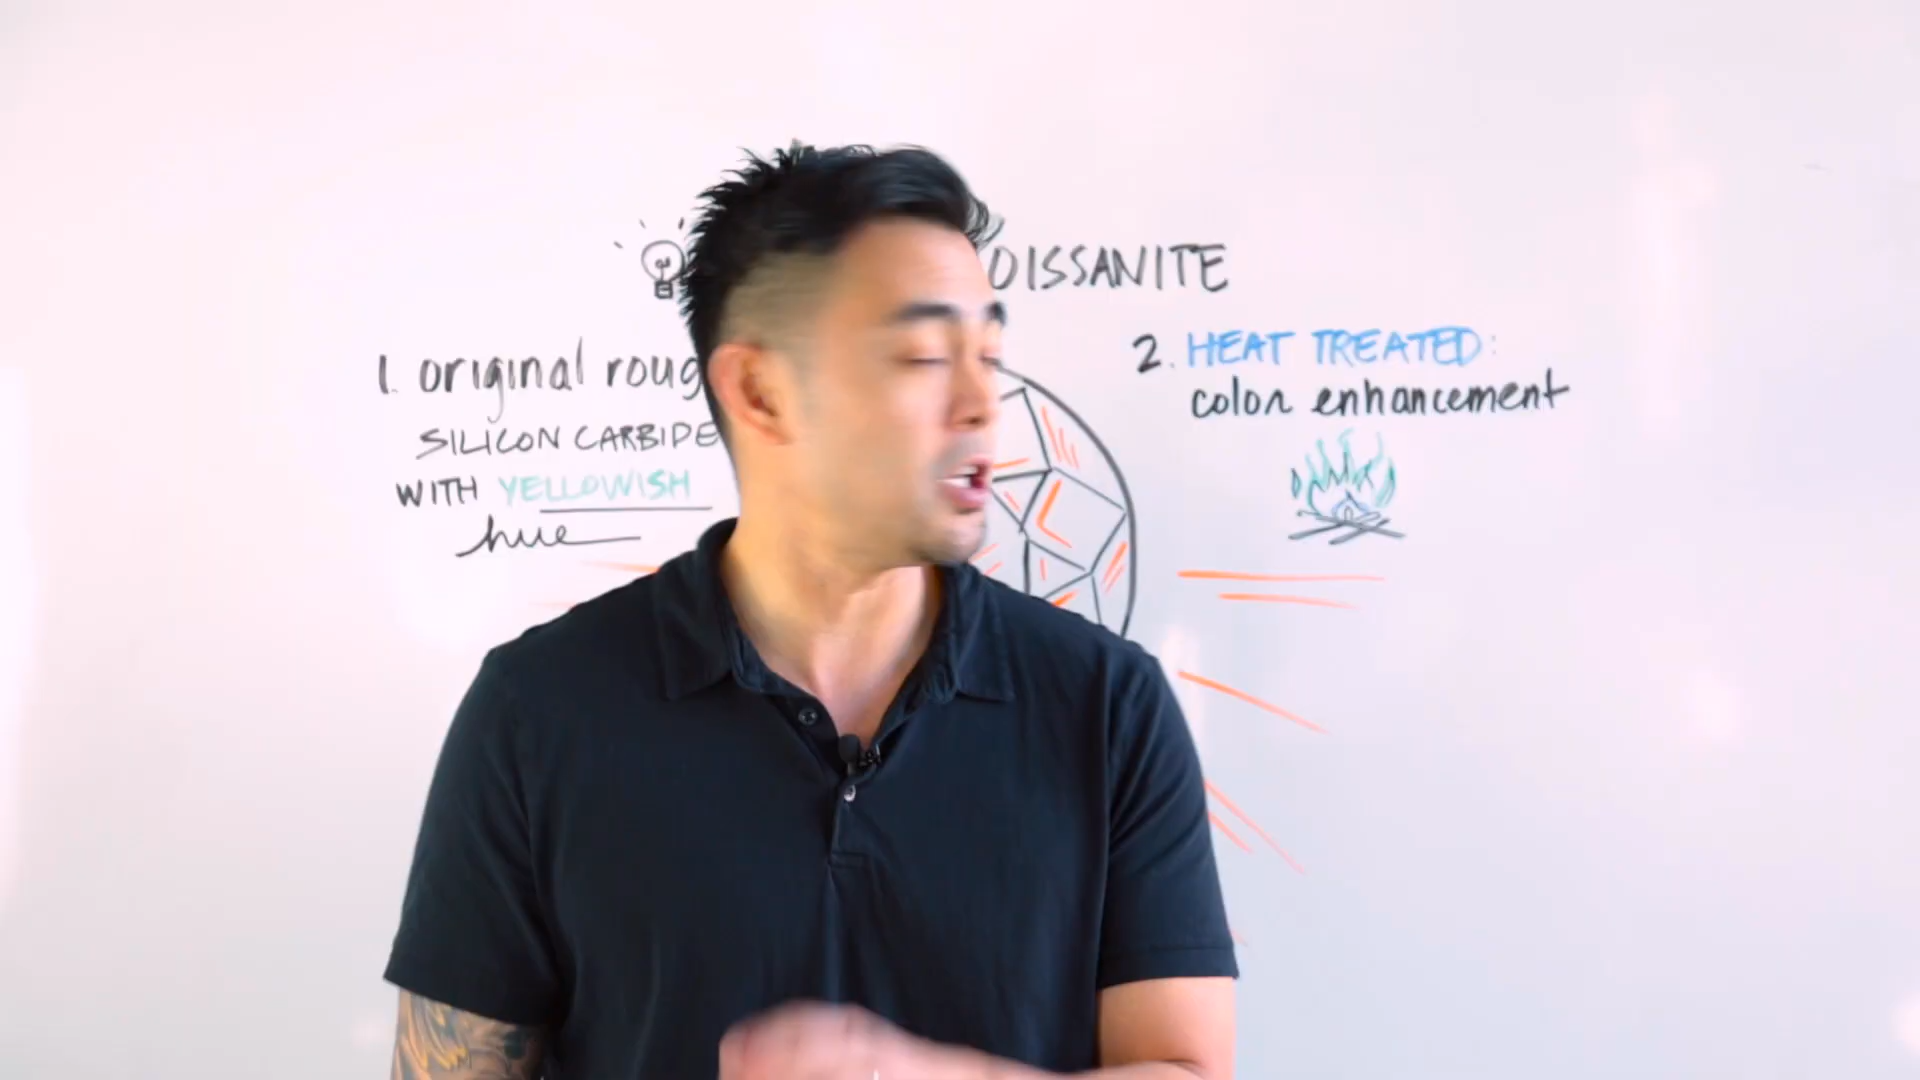 OISSANITE
1. original roug
SILICON CARBIDE
WITH YELLOWISH
hue
2. HEAT TREATED:
color enhancement